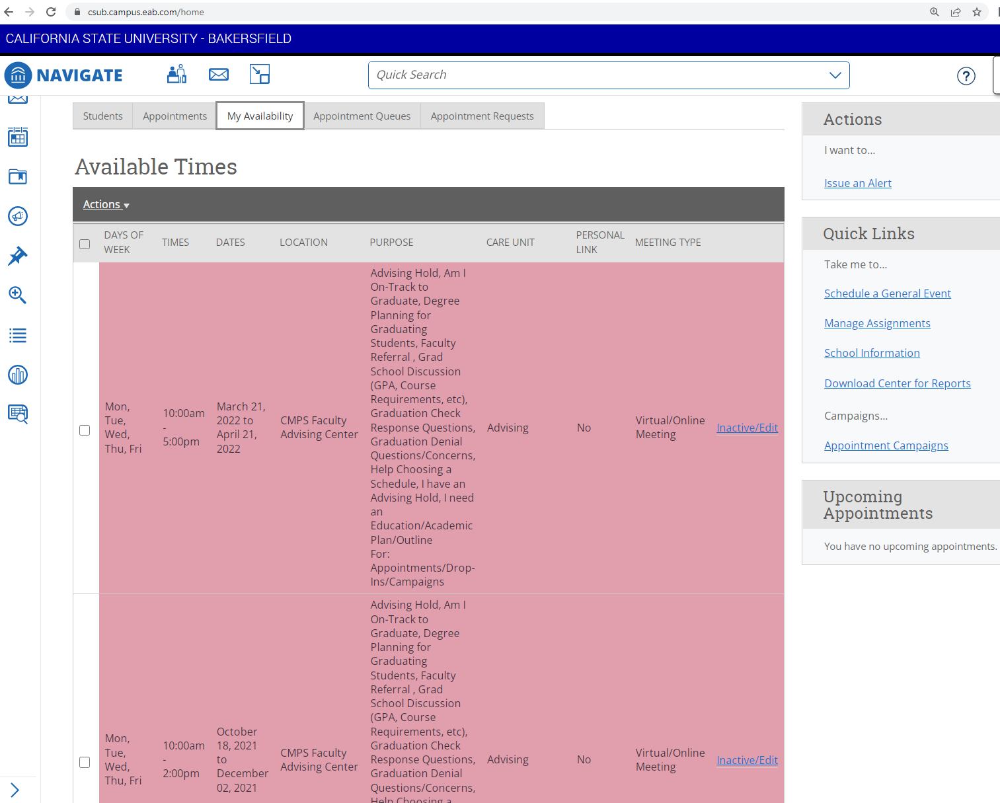 csub.campus.eab.com/home
CALIFORNIA STATE UNIVERSITY - BAKERSFIELD
NAVIGATE
Quick Search
?
Students
Appointments
My Availability
Appointment Queues
Appointment Requests
Available Times
Actions
DAYS OF
WEEK
TIMES
DATES
LOCATION
PURPOSE
CARE UNIT
PERSONAL
LINK
MEETING TYPE
Mon,
Tue,
Wed,
Thu, Fri
10:00am
-
5:00pm
March 21,
2022 to
April 21,
2022
CMPS Faculty
Advising Center
Advising Hold, Am I
On-Track to
Graduate, Degree
Planning for
Graduating
Students, Faculty
Referral , Grad
School Discussion
(GPA, Course
Requirements, etc),
Graduation Check
Response Questions,
Graduation Denial
Questions/Concerns,
Help Choosing a
Schedule, I have an
Advising Hold, I need
an
Education/Academic
Plan/Outline
For:
Appointments/Drop-
Ins/Campaigns
Advising
No
Virtual/Online
Meeting
Inactive/Edit
Mon,
Tue,
Wed,
Thu, Fri
10:00am
-
2:00pm
October
18, 2021
to
December
02, 2021
CMPS Faculty
Advising Center
Advising Hold, Am I
On-Track to
Graduate, Degree
Planning for
Graduating
Students, Faculty
Referral , Grad
School Discussion
(GPA, Course
Requirements, etc),
Graduation Check
Response Questions,
Graduation Denial
Questions/Concerns,
Help Choosing a
Advising
No
Virtual/Online
Meeting
Inactive/Edit
Actions
I want to...
Issue an Alert
Quick Links
Take me to...
Schedule a General Event
Manage Assignments
School Information
Download Center for Reports
Campaigns...
Appointment Campaigns
Upcoming
Appointments
You have no upcoming appointments.